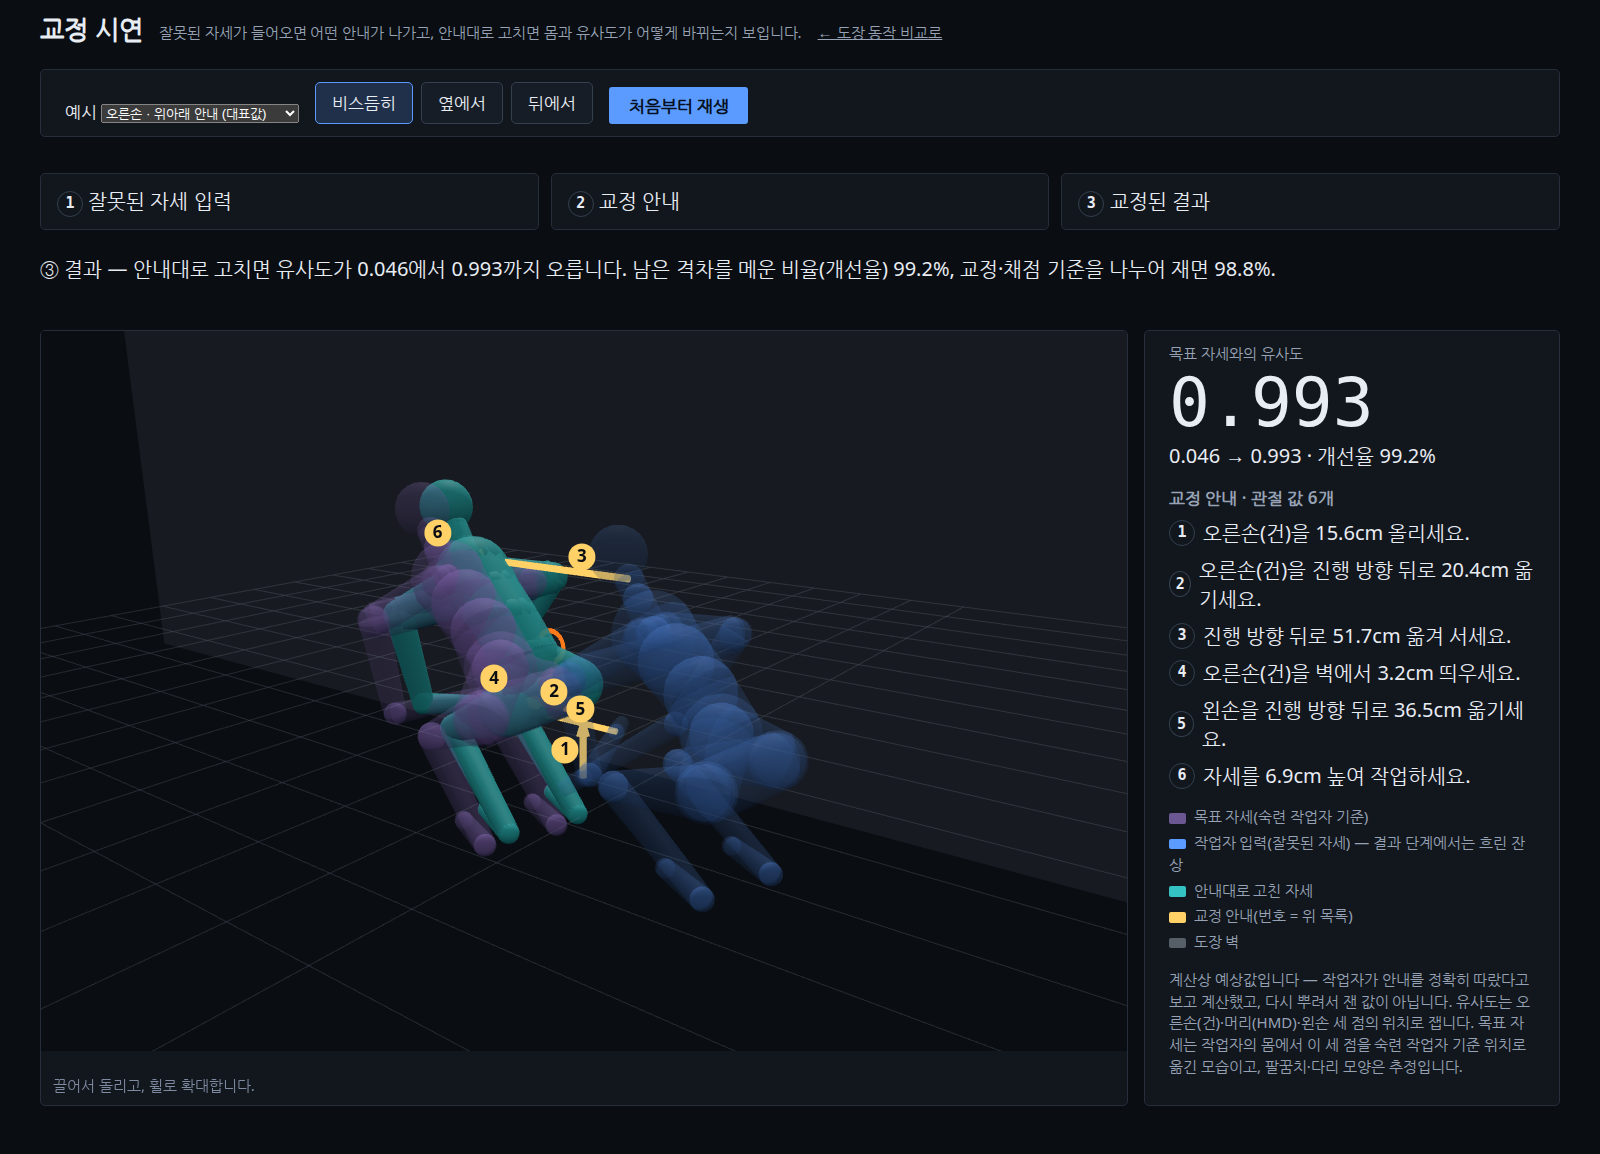 교정 시연 잘못된 자세가 들어오면 어떤 안내가 나가고, 안내대로 고치면 몸과 유사도가 어떻게 바뀌는지 보입니다. ← 도장 동작 비교로
예시 오른손 · 위아래 안내 (대표값) 비스듬히 옆에서 뒤에서 처음부터 재생
1 잘못된 자세 입력 2 교정 안내 3 교정된 결과
③ 결과 — 안내대로 고치면 유사도가 0.046에서 0.993까지 오릅니다. 남은 격차를 메운 비율(개선율) 99.2%, 교정·채점 기준을 나누어 재면 98.8%.
6
3
4
2
5
1
끌어서 돌리고, 휠로 확대합니다.
목표 자세와의 유사도
0.993
0.046 → 0.993 · 개선율 99.2%
교정 안내 · 관절 값 6개
1 오른손(건)을 15.6cm 올리세요.
2 오른손(건)을 진행 방향 뒤로 20.4cm 옮
기세요.
3 진행 방향 뒤로 51.7cm 옮겨 서세요.
4 오른손(건)을 벽에서 3.2cm 띄우세요.
5 왼손을 진행 방향 뒤로 36.5cm 옮기세
요.
6 자세를 6.9cm 높여 작업하세요.
목표 자세(숙련 작업자 기준)
작업자 입력(잘못된 자세) — 결과 단계에서는 흐린 잔
상
안내대로 고친 자세
교정 안내(번호 = 위 목록)
도장 벽
계산상 예상값입니다 — 작업자가 안내를 정확히 따랐다고
보고 계산했고, 다시 뿌려서 잰 값이 아닙니다. 유사도는 오
른손(건)·머리(HMD)·왼손 세 점의 위치로 잽니다. 목표 자
세는 작업자의 몸에서 이 세 점을 숙련 작업자 기준 위치로
옮긴 모습이고, 팔꿈치·다리 모양은 추정입니다.